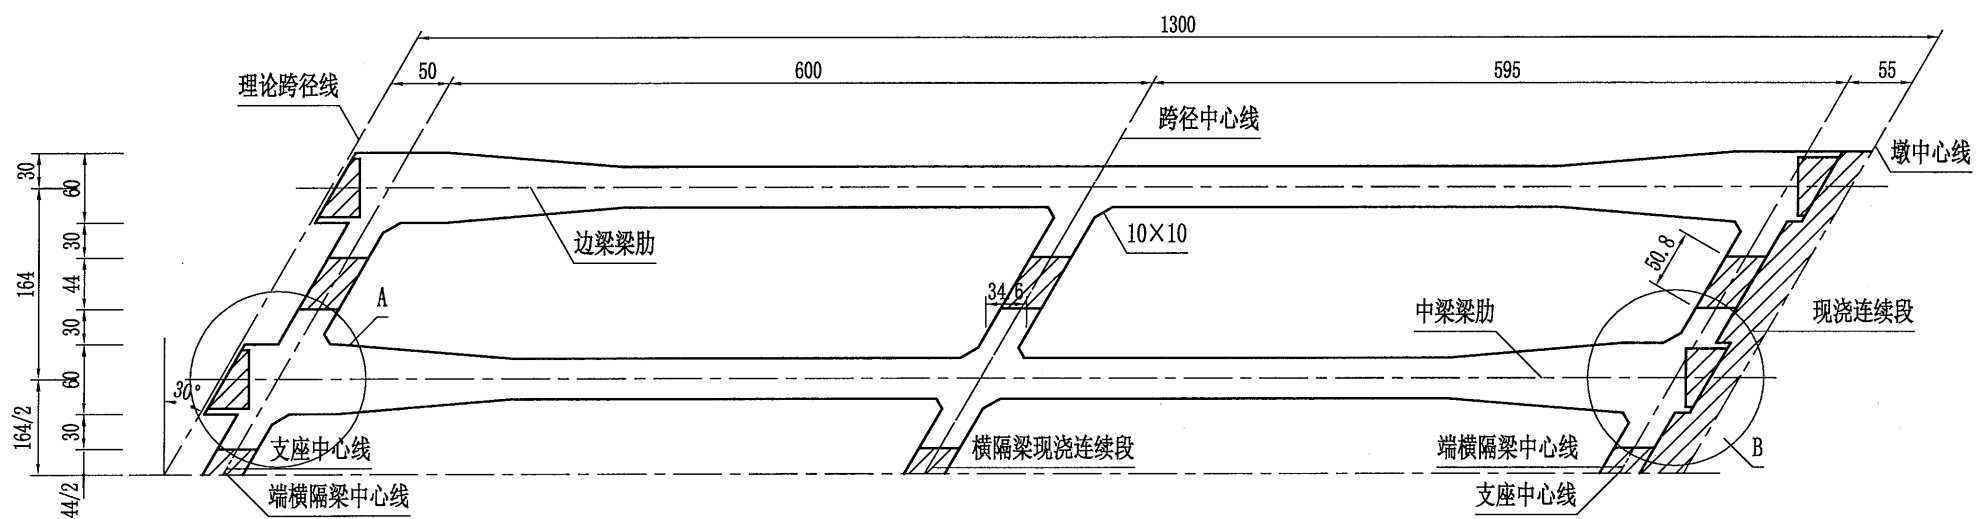 1300
50
600
595
55
理论跨径线
跨径中心线
墩中心线
30
60
30
164
44
30
60
164/2
30
44/2
边梁梁肋
10×10
50.8
34.6
A
中梁梁肋
现浇连续段
30°
支座中心线
横隔梁现浇连续段
端横隔梁中心线
B
端横隔梁中心线
支座中心线